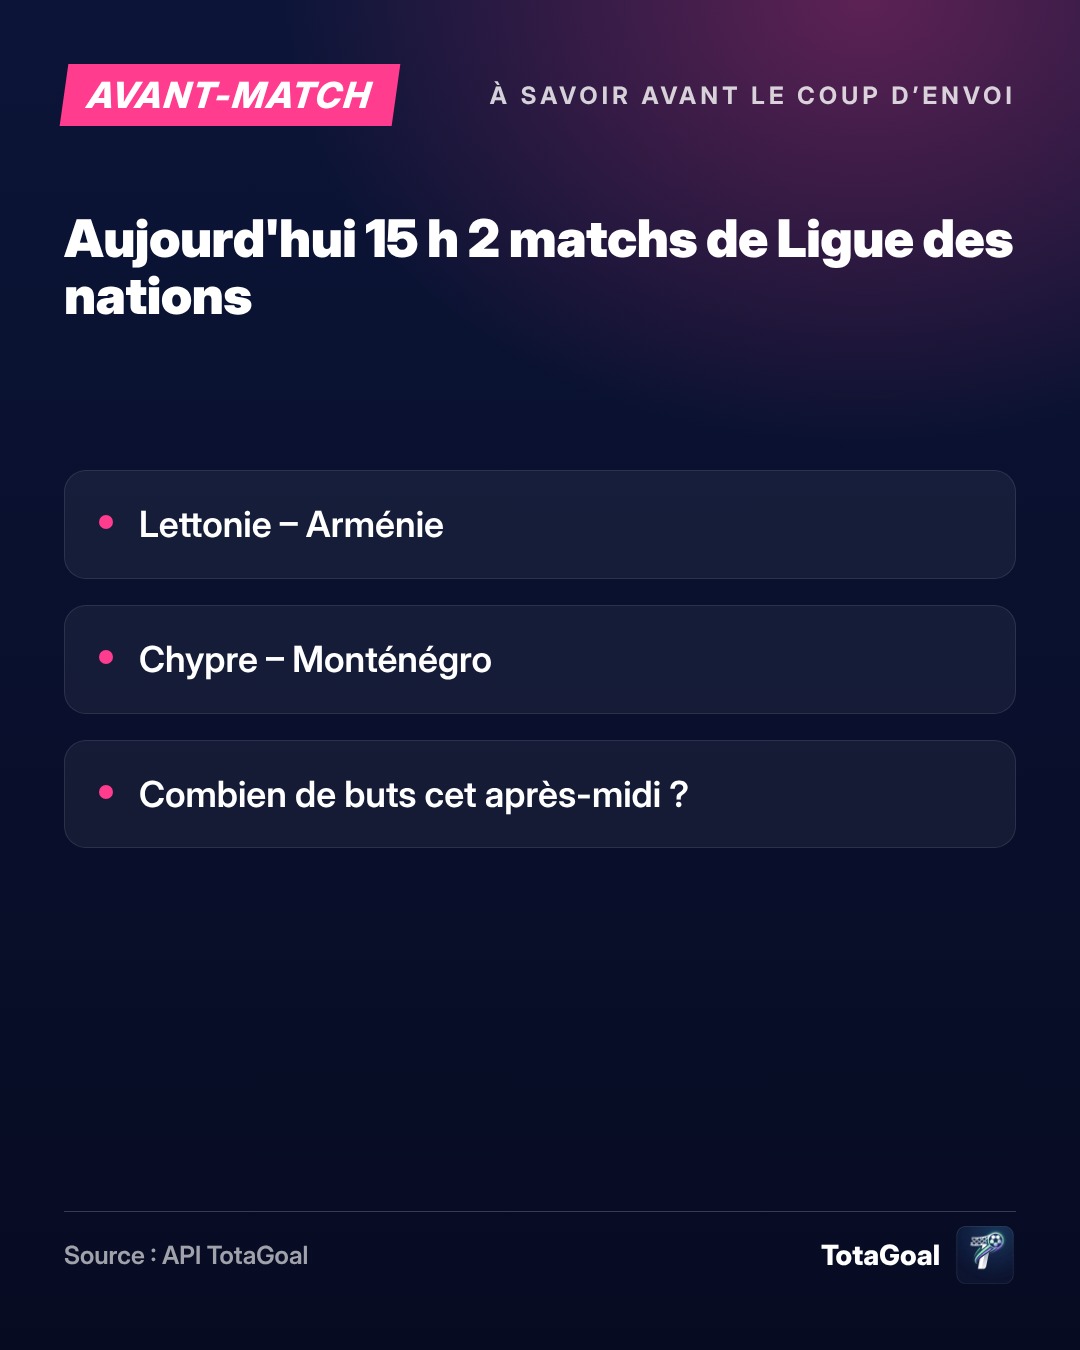 AVANT-MATCH
À SAVOIR AVANT LE COUP D’ENVOI
Aujourd'hui 15 h 2 matchs de Ligue des
nations
Lettonie – Arménie
Chypre – Monténégro
Combien de buts cet après-midi ?
Source : API TotaGoal
TotaGoal